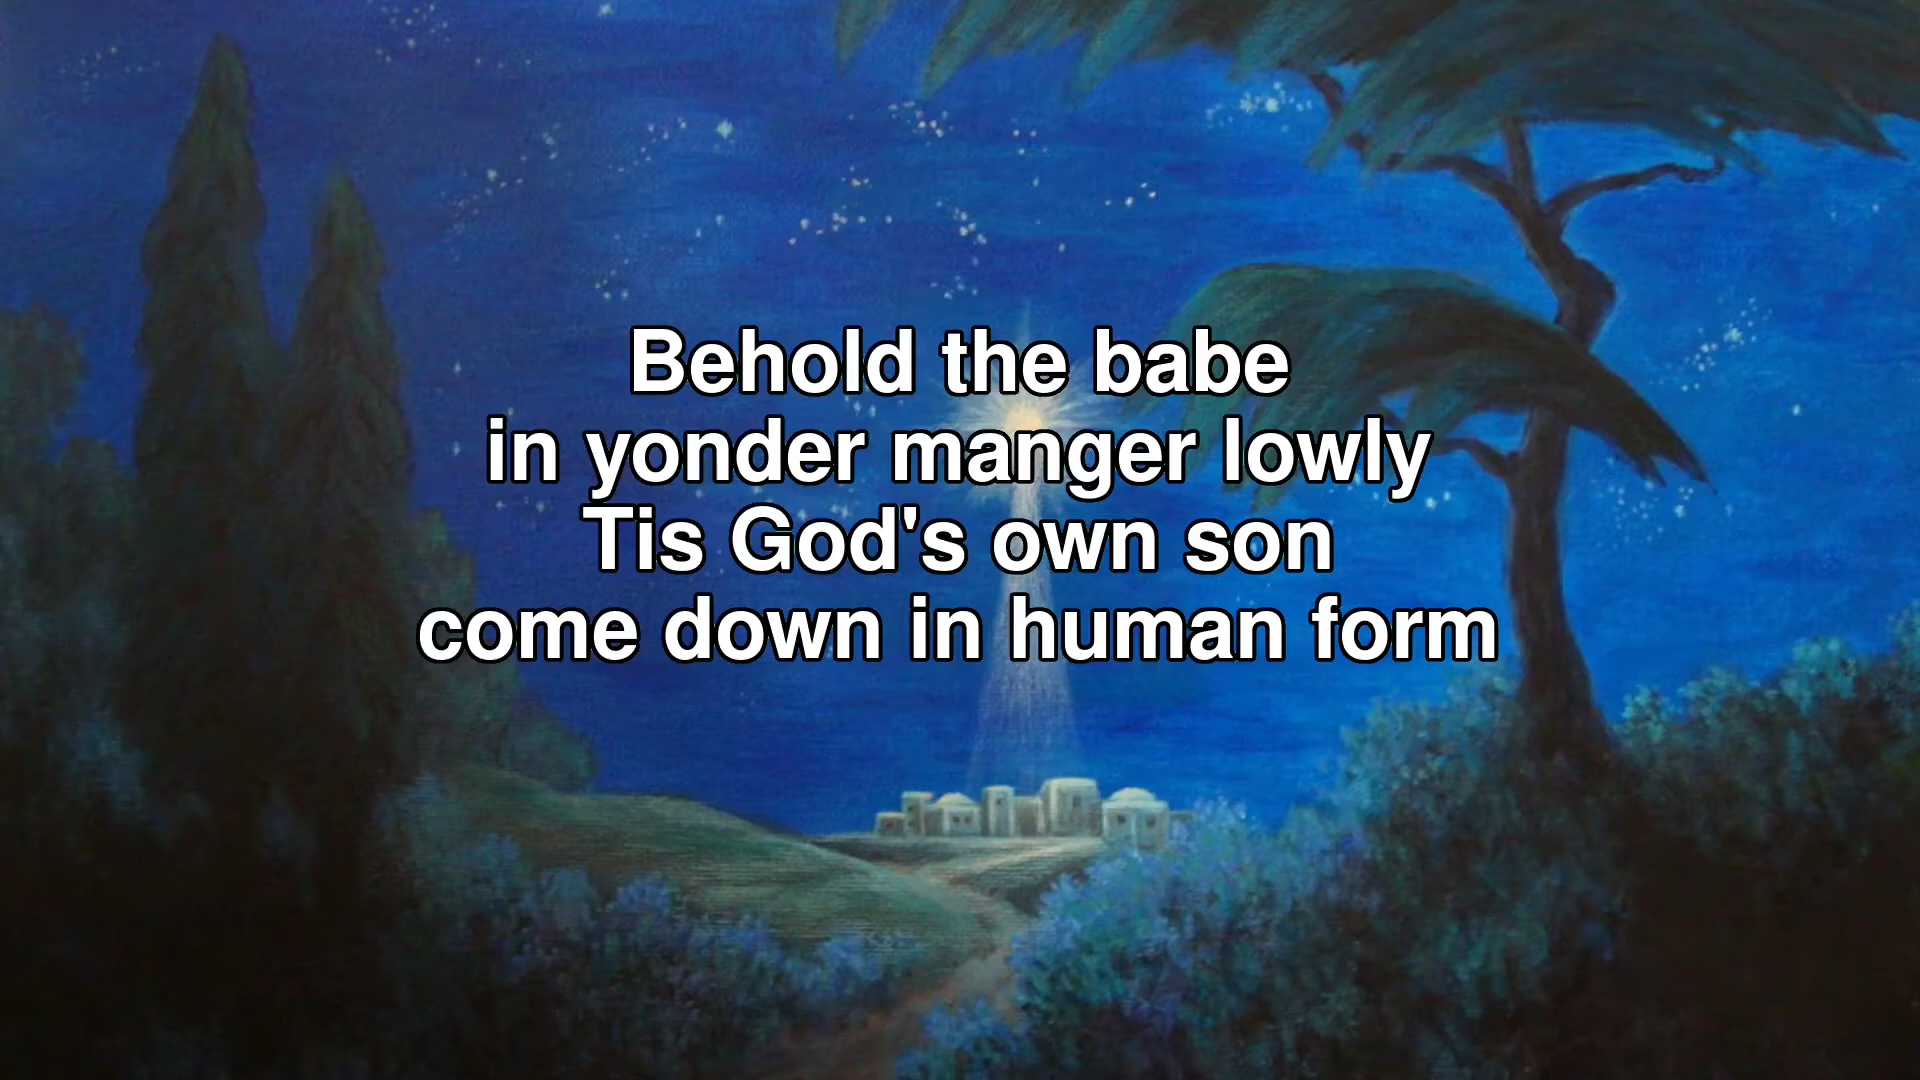 Behold the babe
in yonder manger lowly
Tis God's own son
come down in human form